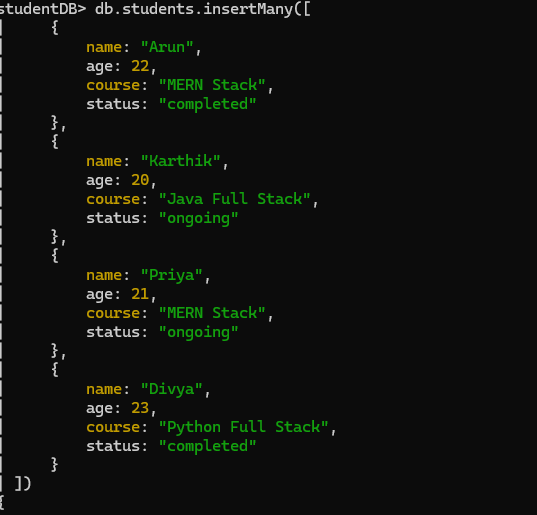 studentDB> db.students.insertMany([
|     {
|         name: "Arun",
|         age: 22,
|         course: "MERN Stack",
|         status: "completed"
|     },
|     {
|         name: "Karthik",
|         age: 20,
|         course: "Java Full Stack",
|         status: "ongoing"
|     },
|     {
|         name: "Priya",
|         age: 21,
|         course: "MERN Stack",
|         status: "ongoing"
|     },
|     {
|         name: "Divya",
|         age: 23,
|         course: "Python Full Stack",
|         status: "completed"
|     }
| ])
{